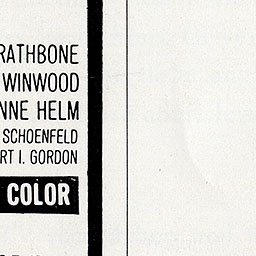 RATHBONE
WINWOOD
NNE HELM
SCHOENFELD
RT I. GORDON
COLOR